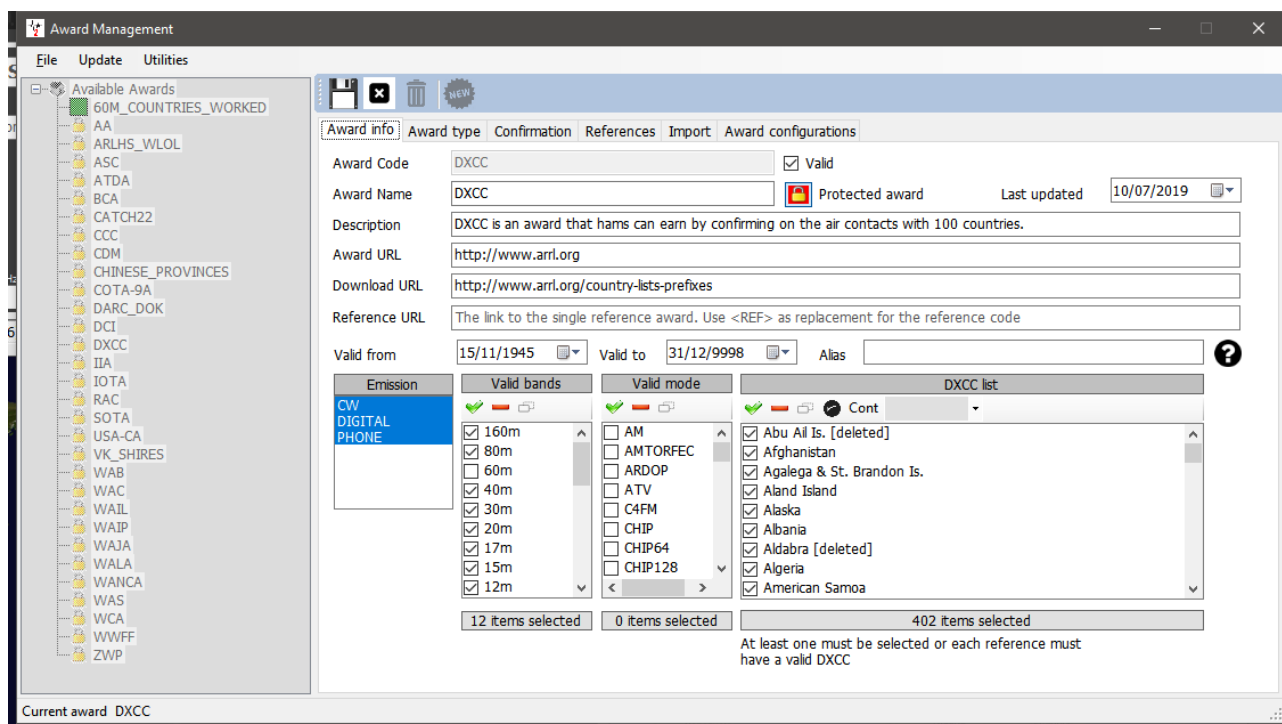 Award Management
File Update Utilities
Available Awards
60M_COUNTRIES_WORKED
AA
ARLHS_WLOL
ASC
ATDA
BCA
CATCH22
CCC
CDM
CHINESE_PROVINCES
COTA-9A
DARC_DOK
DCI
DXCC
IIA
IOTA
RAC
SOTA
USA-CA
VK_SHIRES
WAB
WAC
WAIL
WAIP
WAJA
WALA
WANCA
WAS
WCA
WWFF
ZWP
NEW
Award info Award type Confirmation References Import Award configurations
Award Code DXCC Valid
Award Name DXCC Protected award Last updated 10/07/2019
Description DXCC is an award that hams can earn by confirming on the air contacts with 100 countries.
Award URL http://www.arrl.org
Download URL http://www.arrl.org/country-lists-prefixes
Reference URL The link to the single reference award. Use <REF> as replacement for the reference code
Valid from 15/11/1945 Valid to 31/12/9998 Alias
Emission
CW
DIGITAL
PHONE
Valid bands
160m
80m
60m
40m
30m
20m
17m
15m
12m
12 items selected
Valid mode
AM
AMTORFEC
ARDOP
ATV
C4FM
CHIP
CHIP64
CHIP128
0 items selected
DXCC list
Cont
Abu Ail Is. [deleted]
Afghanistan
Agalega & St. Brandon Is.
Aland Island
Alaska
Albania
Aldabra [deleted]
Algeria
American Samoa
402 items selected
At least one must be selected or each reference must
have a valid DXCC
Current award DXCC